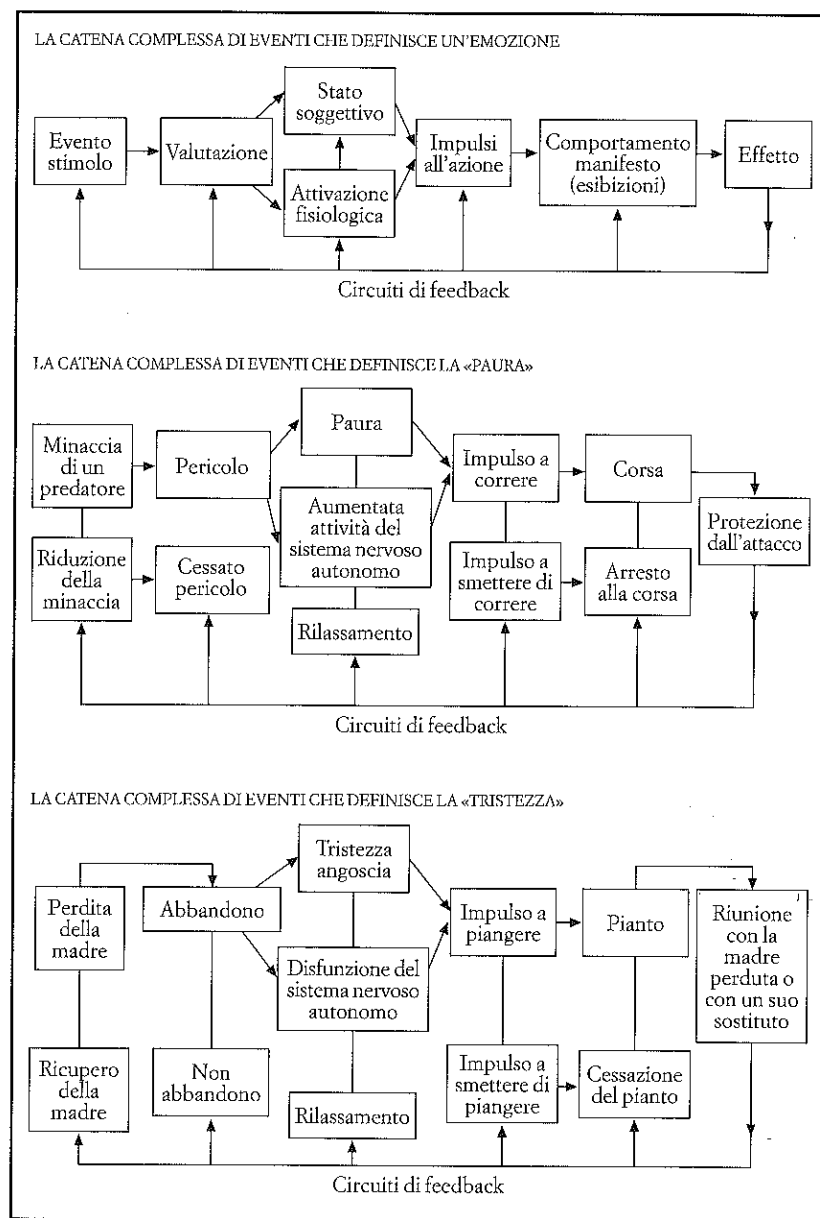 LA CATENA COMPLESSA DI EVENTI CHE DEFINISCE UN'EMOZIONE
Stato
soggettivo
Evento
stimolo
Valutazione
Impulsi
all'azione
Comportamento
manifesto
(esibizioni)
Effetto
Attivazione
fisiologica
Circuiti di feedback
LA CATENA COMPLESSA DI EVENTI CHE DEFINISCE LA «PAURA»
Paura
Minaccia
di un
predatore
Pericolo
Impulso a
correre
Corsa
Aumentata
attività del
sistema nervoso
autonomo
Protezione
dall'attacco
Riduzione
della
minaccia
Cessato
pericolo
Impulso a
smettere di
correre
Arresto
alla corsa
Rilassamento
Circuiti di feedback
LA CATENA COMPLESSA DI EVENTI CHE DEFINISCE LA «TRISTEZZA»
Tristezza
angoscia
Perdita
della
madre
Abbandono
Impulso a
piangere
Pianto
Riunione
con la
madre
perduta o
con un suo
sostituto
Disfunzione del
sistema nervoso
autonomo
Ricupero
della
madre
Non
abbandono
Impulso a
smettere di
piangere
Cessazione
del pianto
Rilassamento
Circuiti di feedback